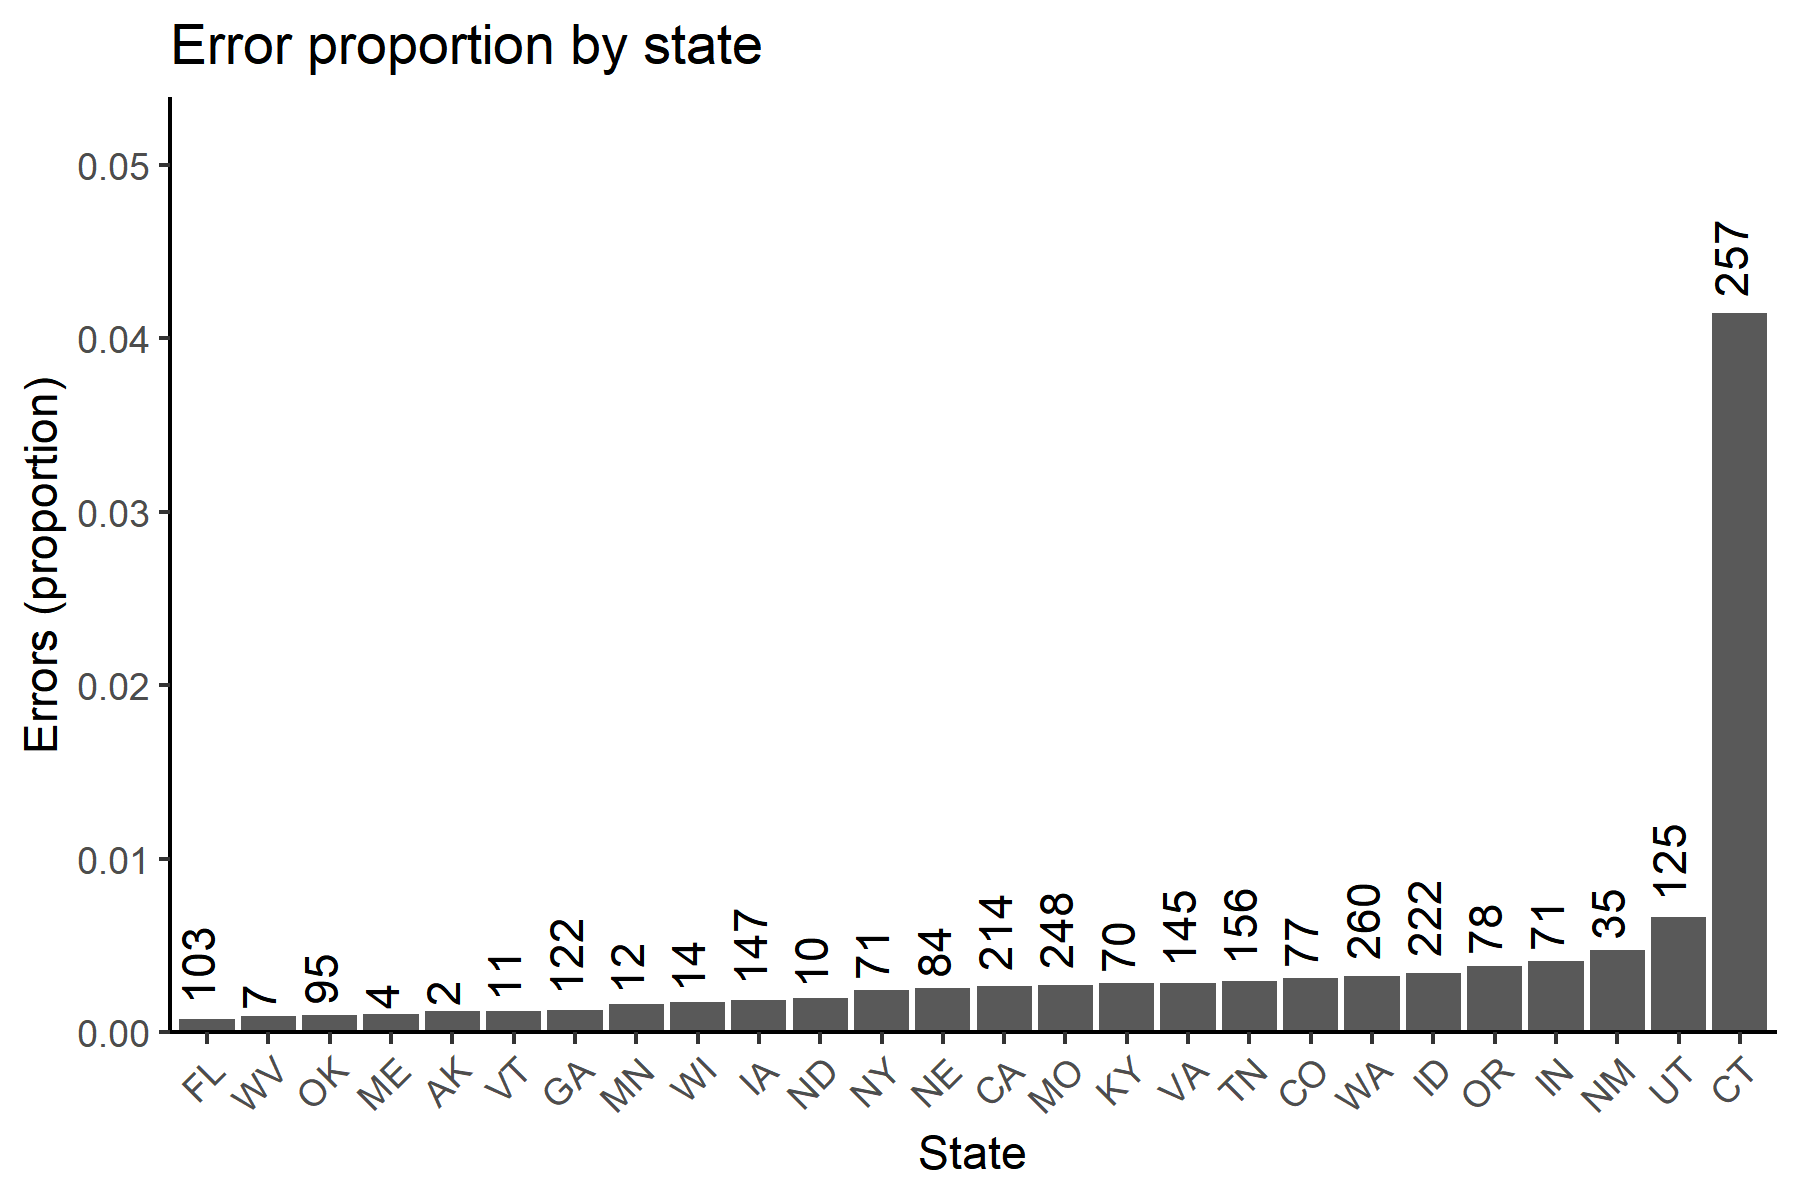 Error proportion by state
Errors (proportion)
0.05
0.04
0.03
0.02
0.01
0.00
103 7 95 4 2 11 122 12 14 147 10 71 84 214 248 70 145 156 77 260 222 78 71 35 125 257
FL WV OK ME AK VT GA MN WI IA ND NY NE CA MO KY VA TN CO WA ID OR IN NM UT CT
State